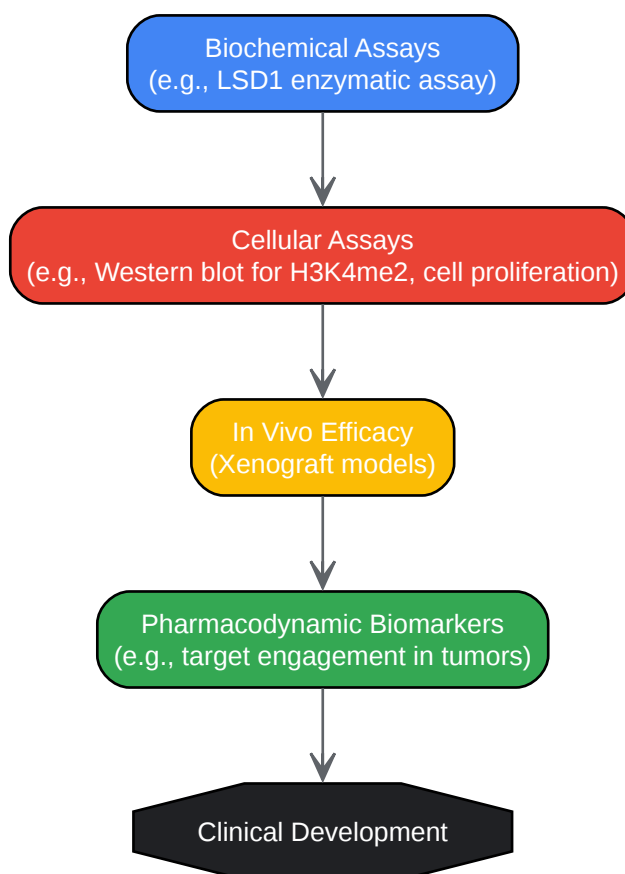 Biochemical Assays
(e.g., LSD1 enzymatic assay)
Cellular Assays
(e.g., Western blot for H3K4me2, cell proliferation)
In Vivo Efficacy
(Xenograft models)
Pharmacodynamic Biomarkers
(e.g., target engagement in tumors)
Clinical Development